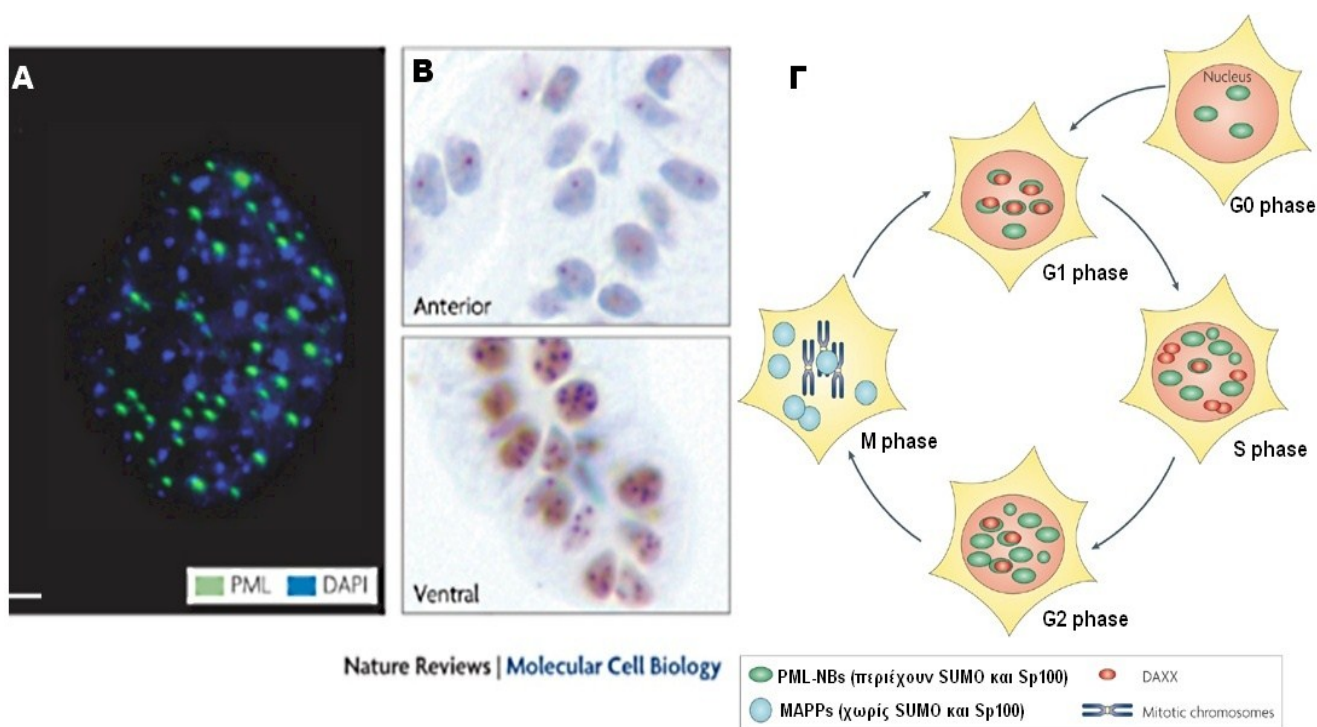 A
PML DAPI
B
Anterior
Ventral
Nature Reviews | Molecular Cell Biology
Γ
Nucleus
G0 phase
G1 phase
S phase
M phase
G2 phase
PML-NBs (περιέχουν SUMO και Sp100) DAXX
MAPPs (χωρίς SUMO και Sp100) Mitotic chromosomes